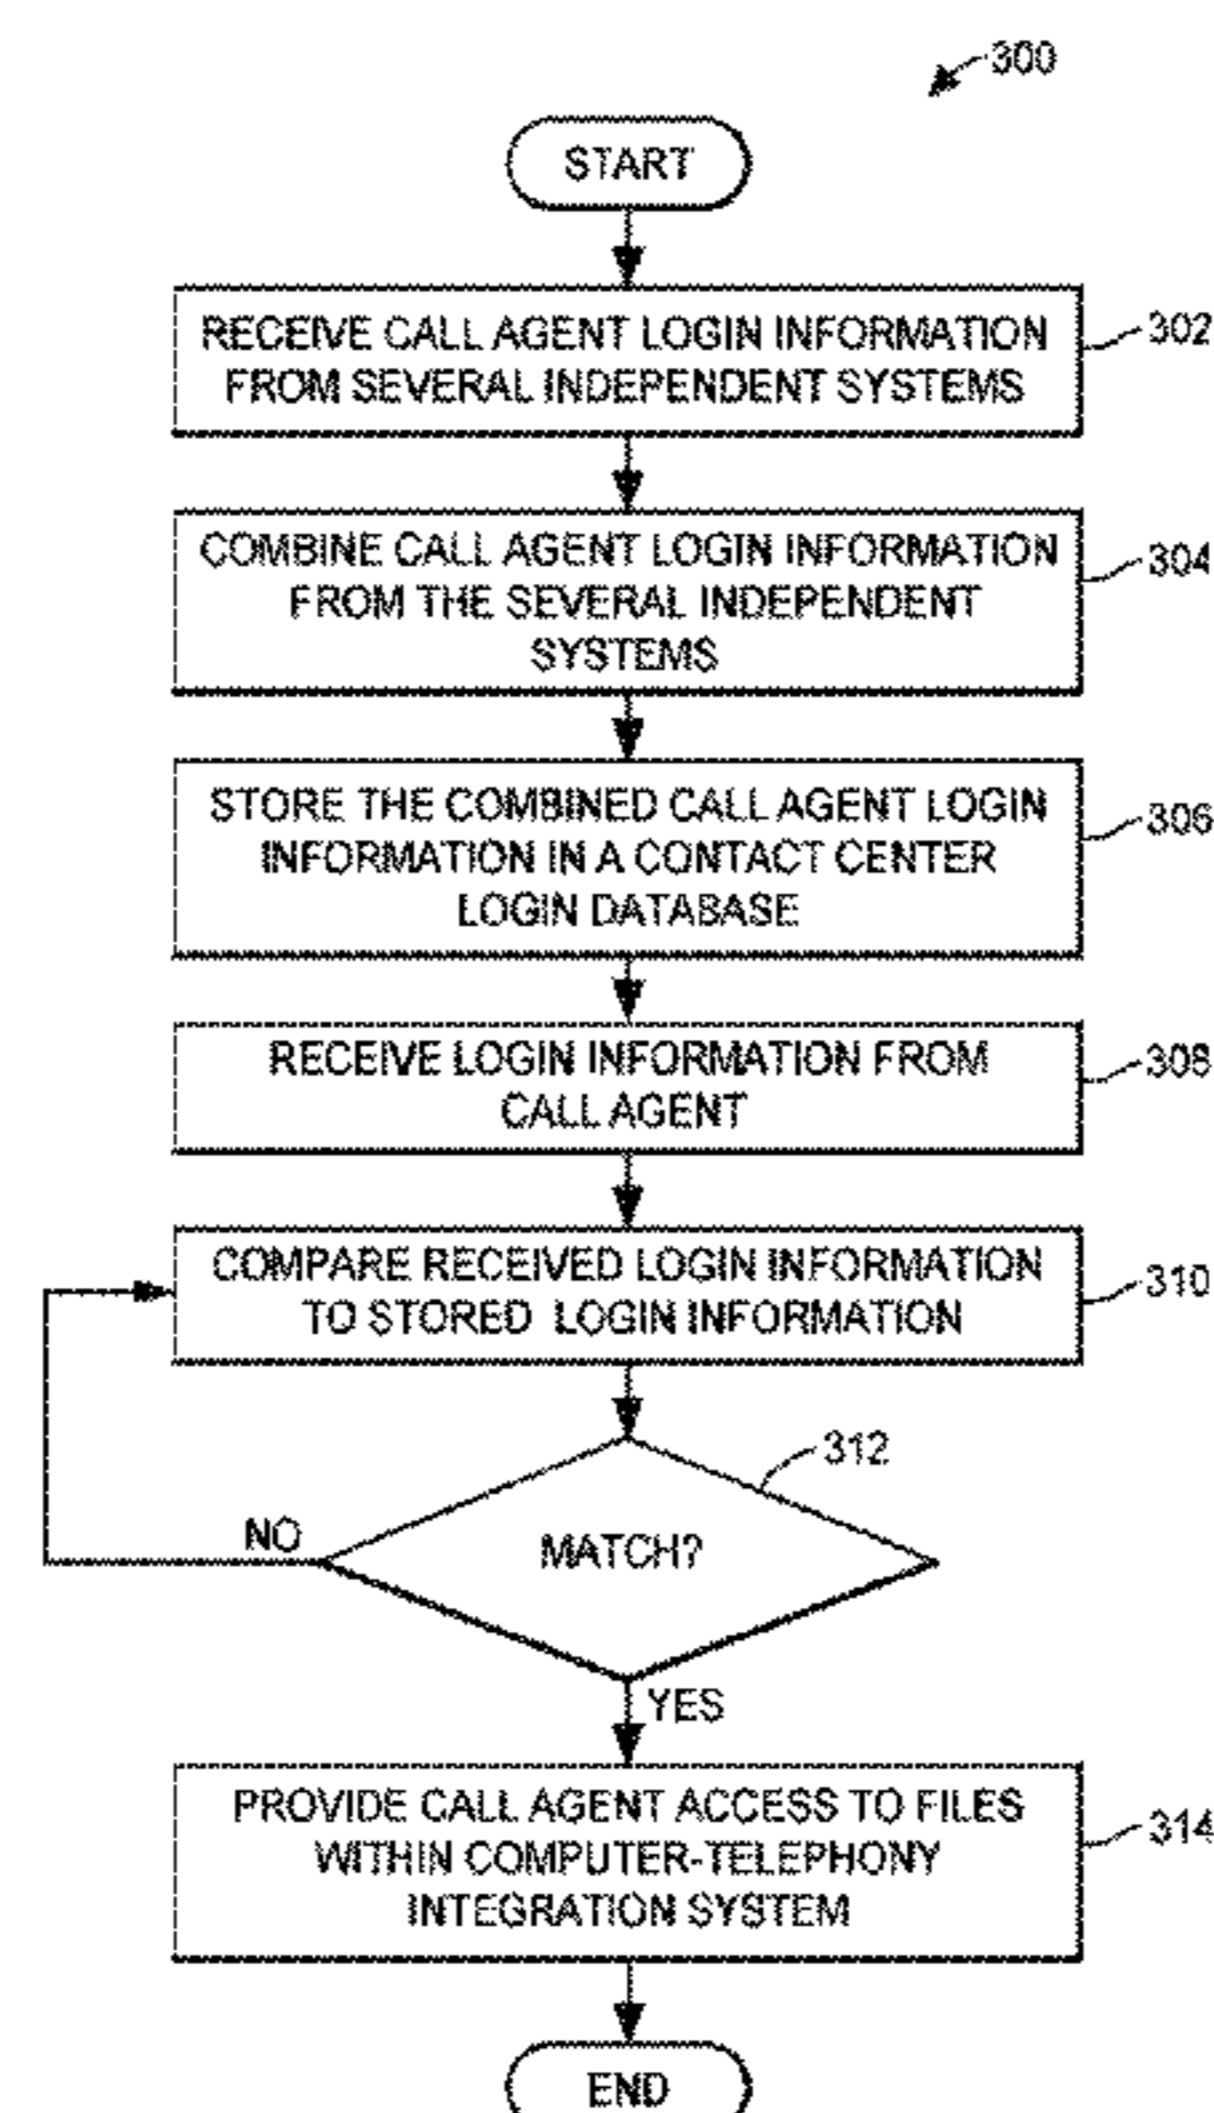 300
START
RECEIVE CALL AGENT LOGIN INFORMATION
FROM SEVERAL INDEPENDENT SYSTEMS
302
COMBINE CALL AGENT LOGIN INFORMATION
FROM THE SEVERAL INDEPENDENT
SYSTEMS
304
STORE THE COMBINED CALL AGENT LOGIN
INFORMATION IN A CONTACT CENTER
LOGIN DATABASE
306
RECEIVE LOGIN INFORMATION FROM
CALL AGENT
308
COMPARE RECEIVED LOGIN INFORMATION
TO STORED LOGIN INFORMATION
310
312
MATCH?
NO
YES
PROVIDE CALL AGENT ACCESS TO FILES
WITHIN COMPUTER-TELEPHONY
INTEGRATION SYSTEM
314
END